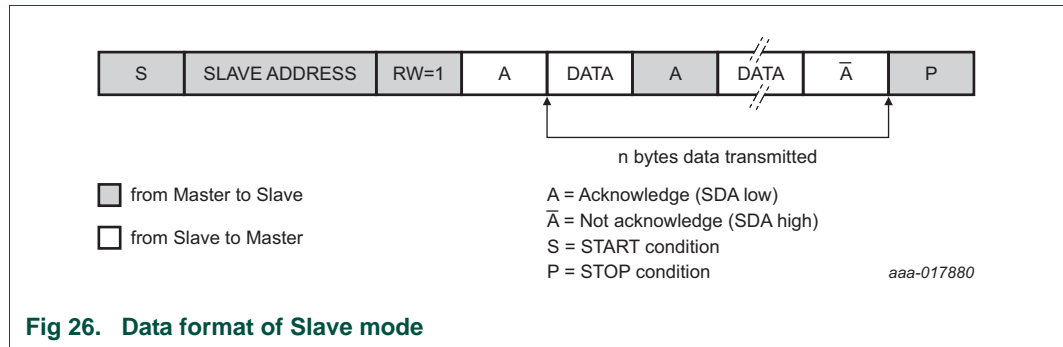 S SLAVE ADDRESS RW=1 A DATA A DATA A̅ P
n bytes data transmitted
from Master to Slave
from Slave to Master
A = Acknowledge (SDA low)
A̅ = Not acknowledge (SDA high)
S = START condition
P = STOP condition
aaa-017880
Fig 26. Data format of Slave mode